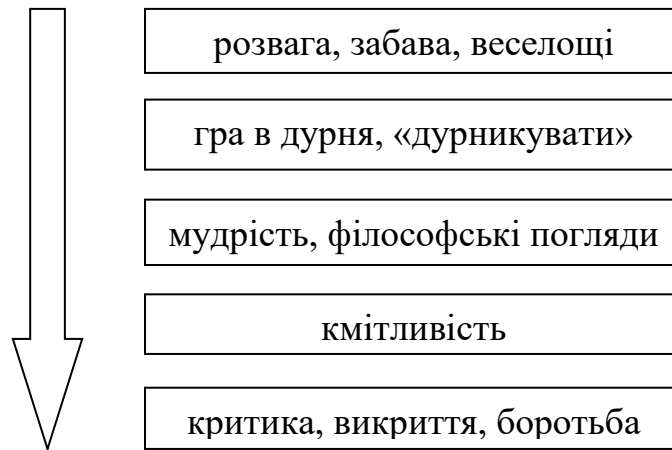 розвага, забава, веселощі
гра в дурня, «дурникувати»
мудрість, філософські погляди
кмітливість
критика, викриття, боротьба